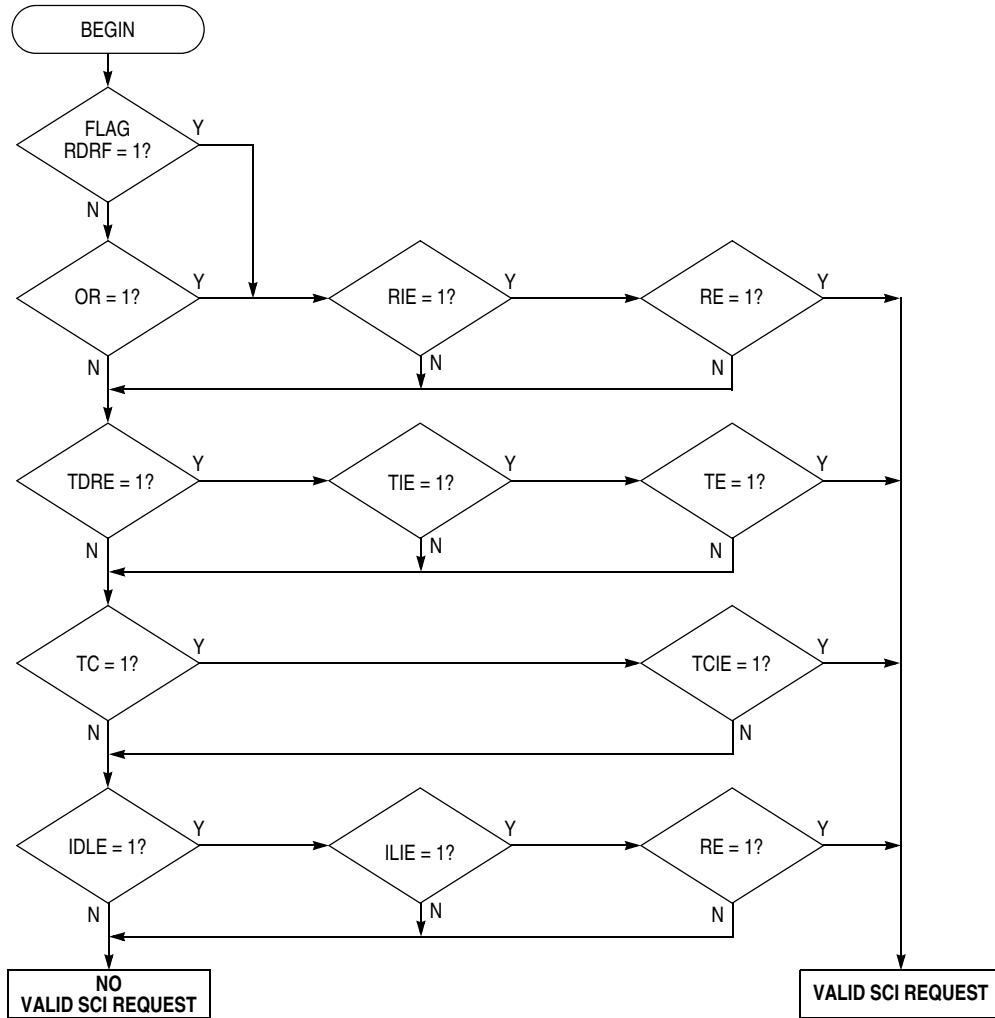 BEGIN
FLAG
RDRF = 1?
Y
N
OR = 1?
Y
RIE = 1?
Y
RE = 1?
Y
N
N
N
TDRE = 1?
Y
TIE = 1?
Y
TE = 1?
Y
N
N
N
TC = 1?
Y
TCIE = 1?
Y
N
N
IDLE = 1?
Y
ILIE = 1?
Y
RE = 1?
Y
N
N
N
NO
VALID SCI REQUEST
VALID SCI REQUEST